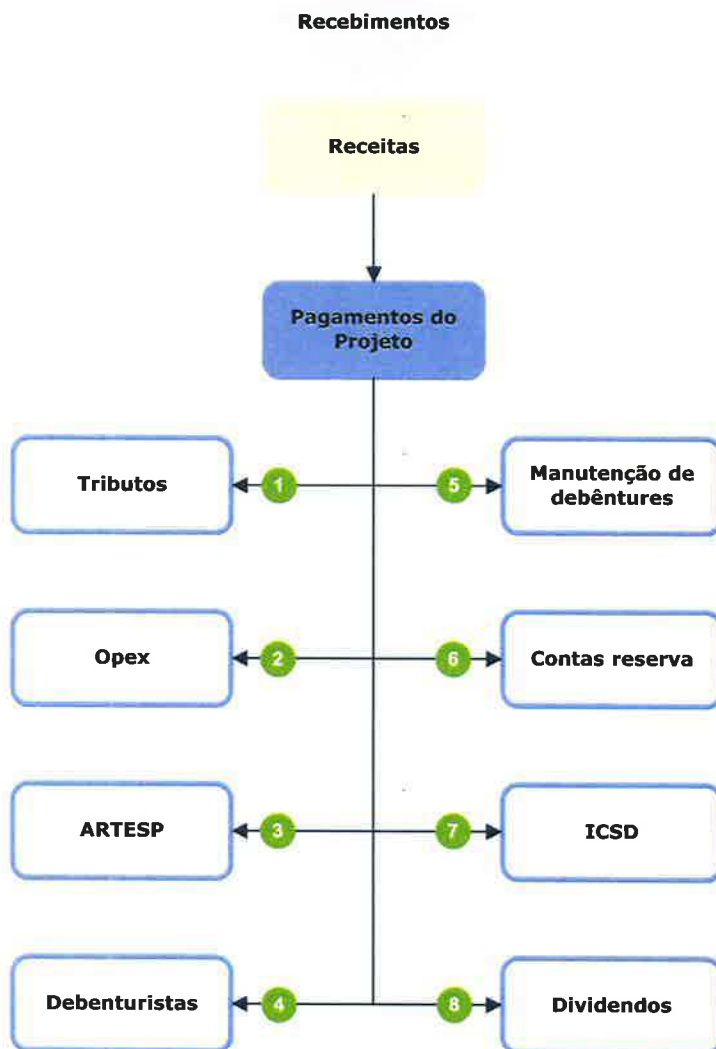 Recebimentos
Receitas
Pagamentos do
Projeto
Tributos
1
5
Manutenção de
debêntures
Opex
2
6
Contas reserva
ARTESP
3
7
ICSD
Debenturistas
4
8
Dividendos